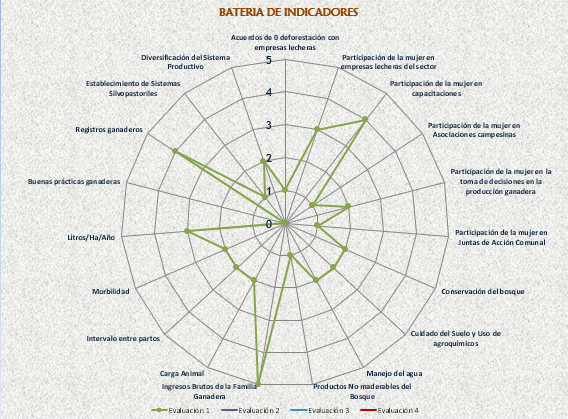 BATERIA DE INDICADORES
Acuerdos de 0 deforestación con
empresas lecheras
Participación de la mujer en
empresas lecheras del sector
Participación de la mujer en
capacitaciones
Participación de la mujer en
Asociaciones campesinas
Participación de la mujer en la
toma de decisiones en la
producción ganadera
Participación de la mujer en
Juntas de Acción Comunal
Conservación del bosque
Cuidado del Suelo y Uso de
agroquímicos
Manejo del agua
Productos No maderables del
Bosque
Ingresos Brutos de la Familia
Ganadera
Carga Animal
Intervalo entre partos
Morbilidad
Litros/Ha/Año
Buenas prácticas ganaderas
Registros ganaderos
Establecimiento de Sistemas
Silvopastoriles
Diversificación del Sistema
Productivo
5
4
3
2
1
0
Evaluación 1 Evaluación 2 Evaluación 3 Evaluación 4